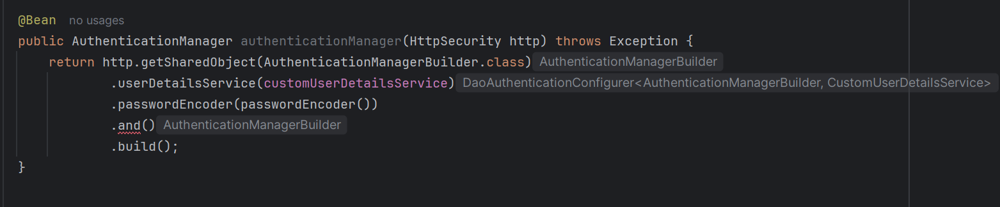 @Bean no usages
public AuthenticationManager authenticationManager(HttpSecurity http) throws Exception {
return http.getSharedObject(AuthenticationManagerBuilder.class) AuthenticationManagerBuilder
.userDetailsService(customUserDetailsService) DaoAuthenticationConfigurer<AuthenticationManagerBuilder, CustomUserDetailsService>
.passwordEncoder(passwordEncoder())
.and() AuthenticationManagerBuilder
.build();
}